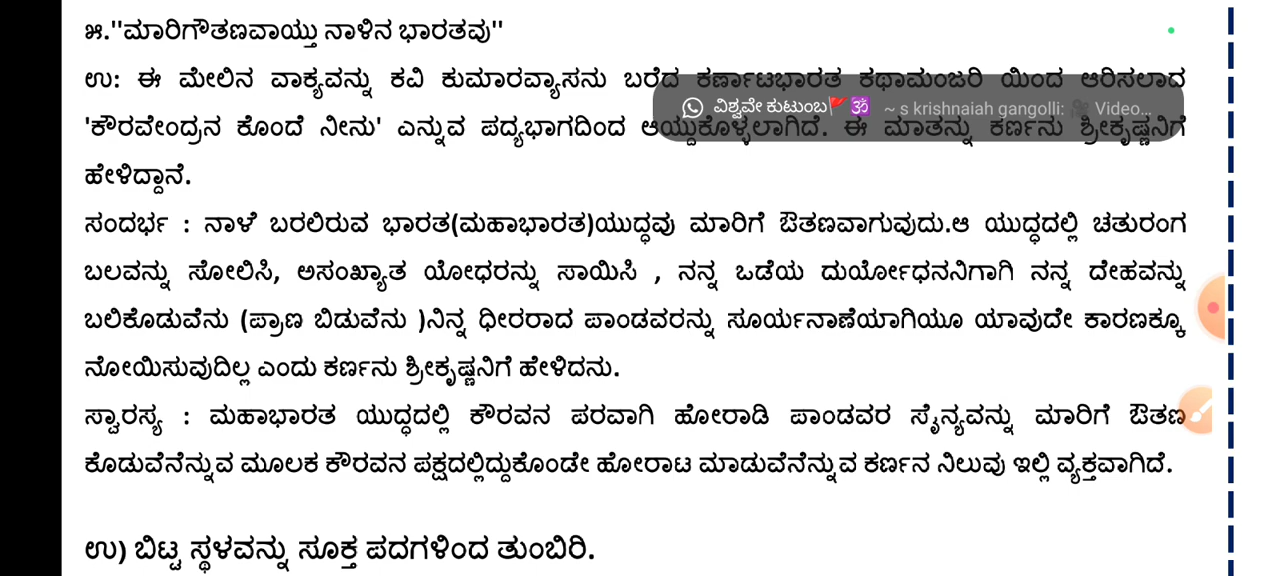 ೫."ಮಾರಿಗೌತಣವಾಯ್ತು ನಾಳಿನ ಭಾರತವು"
ಉ: ಈ ಮೇಲಿನ ವಾಕ್ಯವನ್ನು ಕವಿ ಕುಮಾರವ್ಯಾಸನು ಬರೆದ ಕರ್ಣಾಟಭಾರತ ಕಥಾಮಂಜರಿ ಯಿಂದ ಆರಿಸಲಾದ
ವಿಶ್ವವೇ ಕುಟುಂಬ🚩🕉 ~ s krishnaiah gangolli: 🎥 Video...
'ಕೌರವೇಂದ್ರನ ಕೊಂದೆ ನೀನು' ಎನ್ನುವ ಪದ್ಯಭಾಗದಿಂದ ಆಯ್ದುಕೊಳ್ಳಲಾಗಿದೆ. ಈ ಮಾತನ್ನು ಕರ್ಣನು ಶ್ರೀಕೃಷ್ಣನಿಗೆ
ಹೇಳಿದ್ದಾನೆ.
ಸಂದರ್ಭ : ನಾಳೆ ಬರಲಿರುವ ಭಾರತ(ಮಹಾಭಾರತ)ಯುದ್ಧವು ಮಾರಿಗೆ ಔತಣವಾಗುವುದು.ಆ ಯುದ್ಧದಲ್ಲಿ ಚತುರಂಗ
ಬಲವನ್ನು ಸೋಲಿಸಿ, ಅಸಂಖ್ಯಾತ ಯೋಧರನ್ನು ಸಾಯಿಸಿ , ನನ್ನ ಒಡೆಯ ದುರ್ಯೋಧನನಿಗಾಗಿ ನನ್ನ ದೇಹವನ್ನು
ಬಲಿಕೊಡುವೆನು (ಪ್ರಾಣ ಬಿಡುವೆನು )ನಿನ್ನ ಧೀರರಾದ ಪಾಂಡವರನ್ನು ಸೂರ್ಯನಾಣೆಯಾಗಿಯೂ ಯಾವುದೇ ಕಾರಣಕ್ಕೂ
ನೋಯಿಸುವುದಿಲ್ಲ ಎಂದು ಕರ್ಣನು ಶ್ರೀಕೃಷ್ಣನಿಗೆ ಹೇಳಿದನು.
ಸ್ವಾರಸ್ಯ : ಮಹಾಭಾರತ ಯುದ್ಧದಲ್ಲಿ ಕೌರವನ ಪರವಾಗಿ ಹೋರಾಡಿ ಪಾಂಡವರ ಸೈನ್ಯವನ್ನು ಮಾರಿಗೆ ಔತಣ
ಕೊಡುವೆನೆನ್ನುವ ಮೂಲಕ ಕೌರವನ ಪಕ್ಷದಲ್ಲಿದ್ದುಕೊಂಡೇ ಹೋರಾಟ ಮಾಡುವೆನೆನ್ನುವ ಕರ್ಣನ ನಿಲುವು ಇಲ್ಲಿ ವ್ಯಕ್ತವಾಗಿದೆ.
ಉ) ಬಿಟ್ಟ ಸ್ಥಳವನ್ನು ಸೂಕ್ತ ಪದಗಳಿಂದ ತುಂಬಿರಿ.